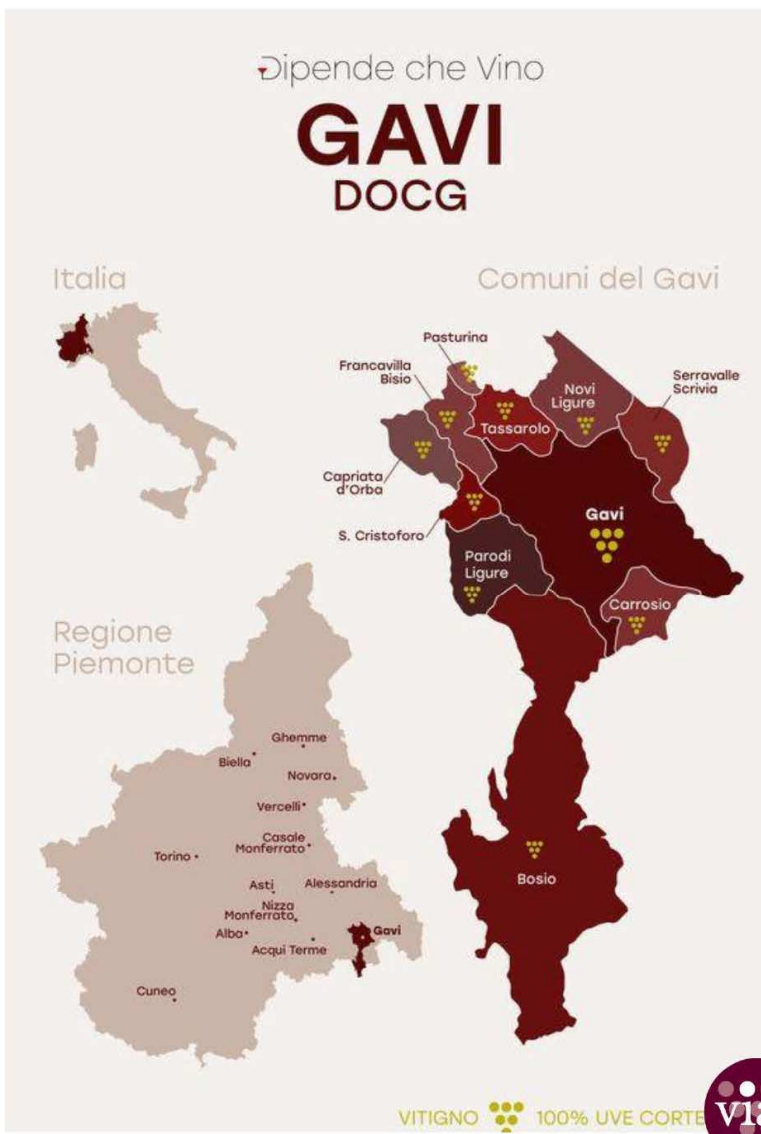 Dipende che Vino
GAVI
DOCG
Italia
Comuni del Gavi
Pasturina
Francavilla
Bisio
Novi
Ligure
Serravalle
Scrivia
Tassarolo
Capriata
d'Orba
S. Cristoforo
Gavi
Parodi
Ligure
Carrosio
Bosio
Regione
Piemonte
Ghemme
Biella
Novara
Vercelli
Casale
Monferrato
Torino
Asti
Alessandria
Nizza
Monferrato
Alba
Acqui Terme
Gavi
Cuneo
VITIGNO 100% UVE CORTE